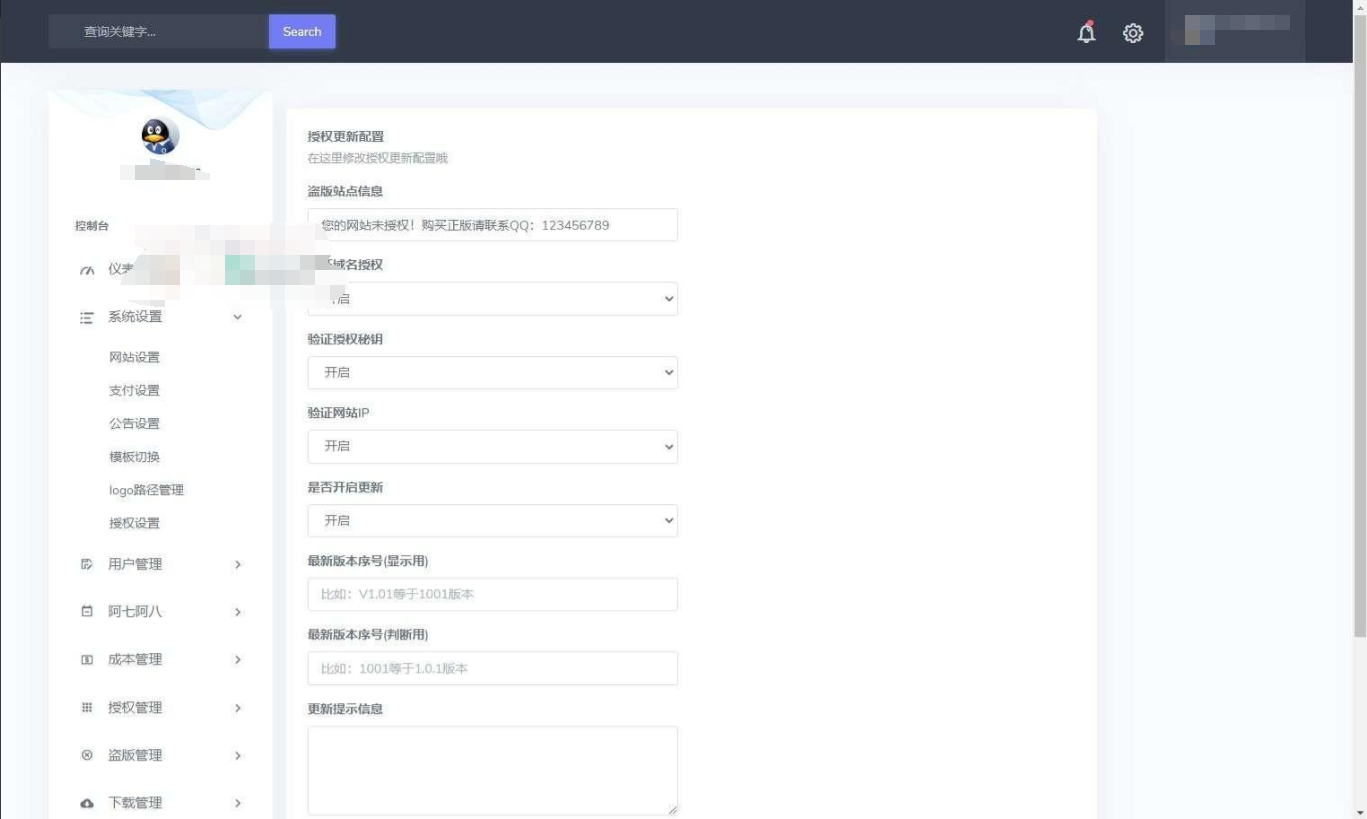 查询关键字...
Search
控制台
仪表
系统设置
网站设置
支付设置
公告设置
模板切换
logo路径管理
授权设置
用户管理
阿七阿八
成本管理
授权管理
盗版管理
下载管理
授权更新配置
在这里修改授权更新配置哦
盗版站点信息
您的网站未授权！购买正版请联系QQ：123456789
域名授权
启
验证授权秘钥
开启
验证网站IP
开启
是否开启更新
开启
最新版本序号(显示用)
比如：V1.01等于1001版本
最新版本序号(判断用)
比如：1001等于1.0.1版本
更新提示信息